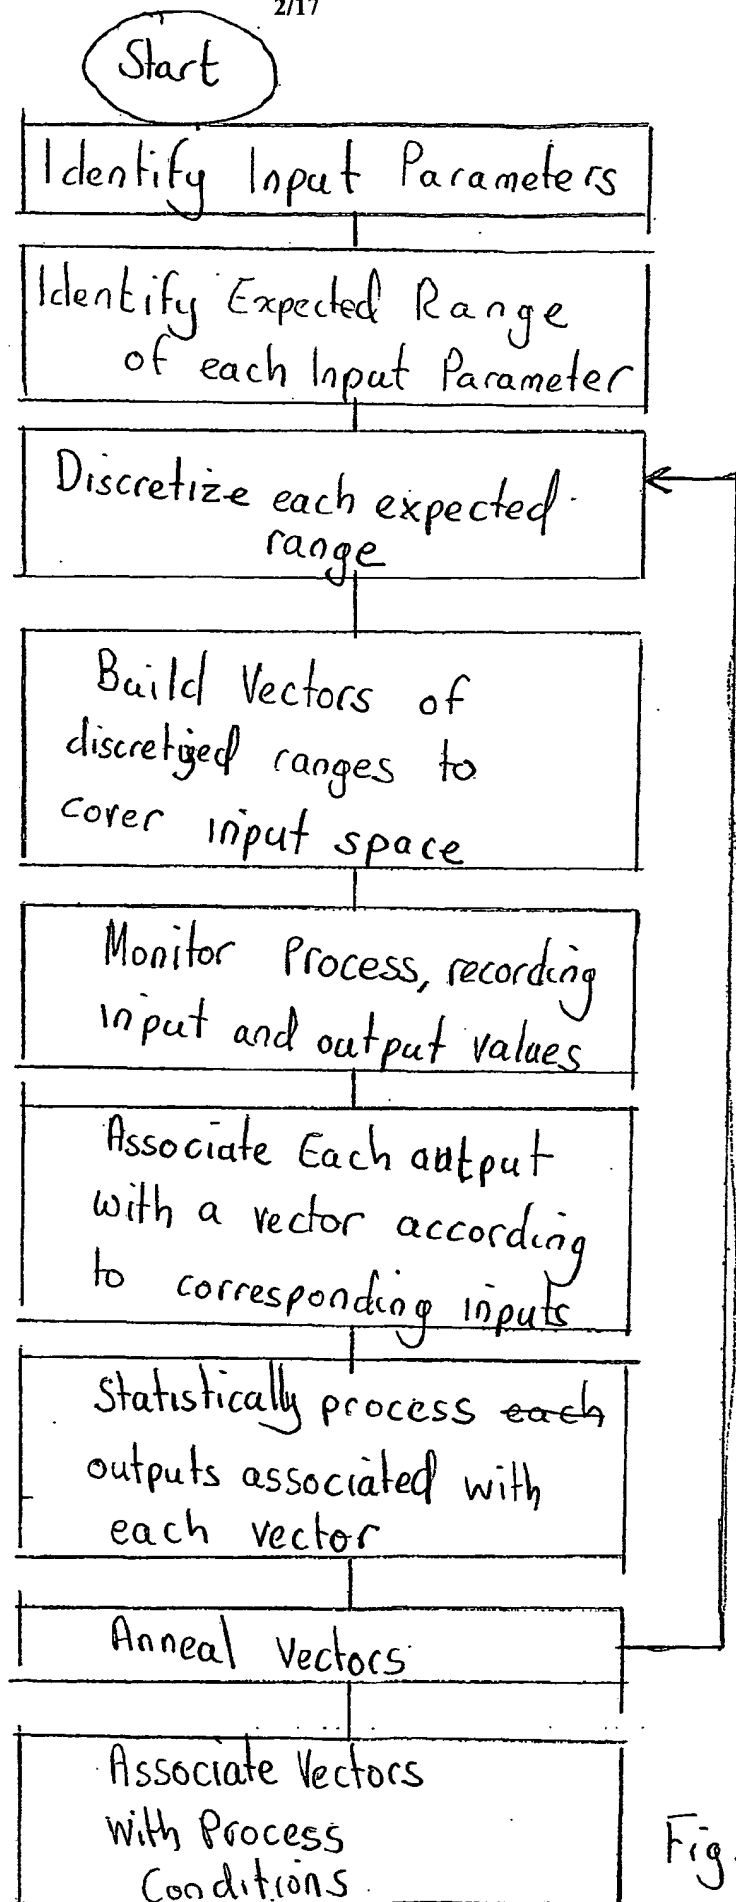 2/17
Start
Identify Input Parameters
Identify Expected Range
of each Input Parameter
Discretize each expected
range
Build Vectors of
discretized ranges to
cover input space
Monitor Process, recording
input and output values
Associate Each output
with a vector according
to corresponding inputs
Statistically process each
outputs associated with
each vector
Anneal Vectors
Associate Vectors
with Process
Conditions
Fig.